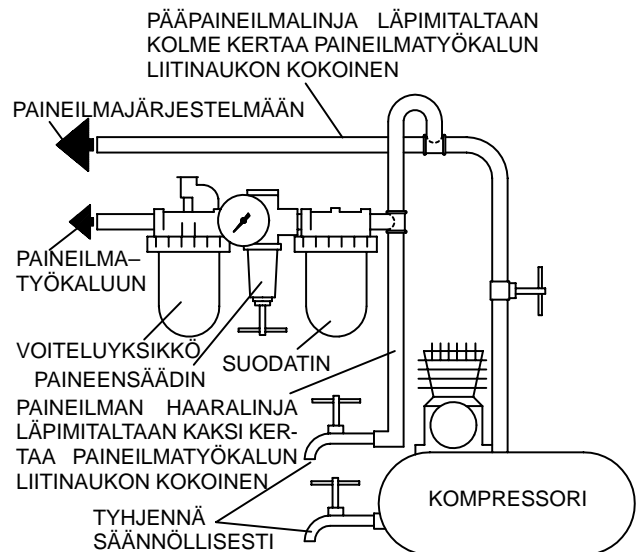 PÄÄPAINEILMALINJA LÄPIMITALTAAN
KOLME KERTAA PAINEILMATYÖKALUN
LIITINAUKON KOKOINEN
PAINEILMAJÄRJESTELMÄÄN
PAINEILMA–
TYÖKALUUN
VOITELUYKSIKKÖ
SUODATIN
PAINEENSÄÄDIN
PAINEILMAN HAARALINJA
LÄPIMITALTAAN KAKSI KER-
TAA PAINEILMATYÖKALUN
LIITINAUKON KOKOINEN
KOMPRESSORI
TYHJENNÄ
SÄÄNNÖLLISESTI